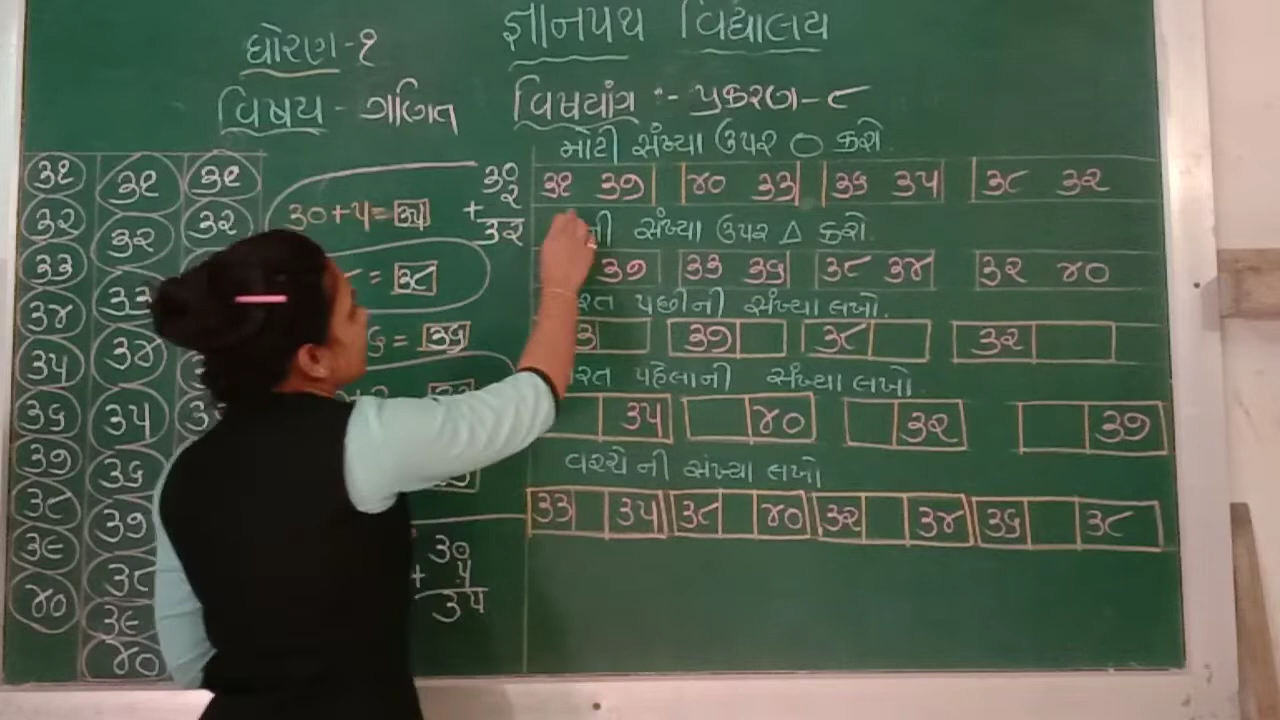 જ્ઞાનપથ વિદ્યાલય
ધોરણ-૧
વિષય - ગણિત
વિષયાંગ :- પ્રકરણ-૮
૩૧ ૩૧ ૩૧
૩૨ ૩૨ ૩૨
૩૩ ૩૩
૩૪ ૩૪
૩૫ ૩૫
૩૬ ૩૬
૩૭ ૩૭
૩૮ ૩૮
૩૯ ૩૯
૪૦ ૪૦
૩૦+૫=૩૫
= ૩૮
૬ = ૩૬
૩૦
+ ૨
૩૨
૩૦
+ ૫
૩૫
મોટી સંખ્યા ઉપર ○ કરો.
૩૧ ૩૭ ૪૦ ૩૩ ૩૬ ૩૫ ૩૮ ૩૨
સંખ્યા ઉપર △ કરો.
૩૭ ૩૩ ૩૬ ૩૮ ૩૪ ૩૨ ૪૦
પછીની સંખ્યા લખો.
૩૭ ૩૮ ૩૨
પહેલાની સંખ્યા લખો.
૩૫ ૪૦ ૩૨ ૩૭
વચ્ચેની સંખ્યા લખો
૩૩ ૩૫ ૩૮ ૪૦ ૩૨ ૩૪ ૩૬ ૩૮